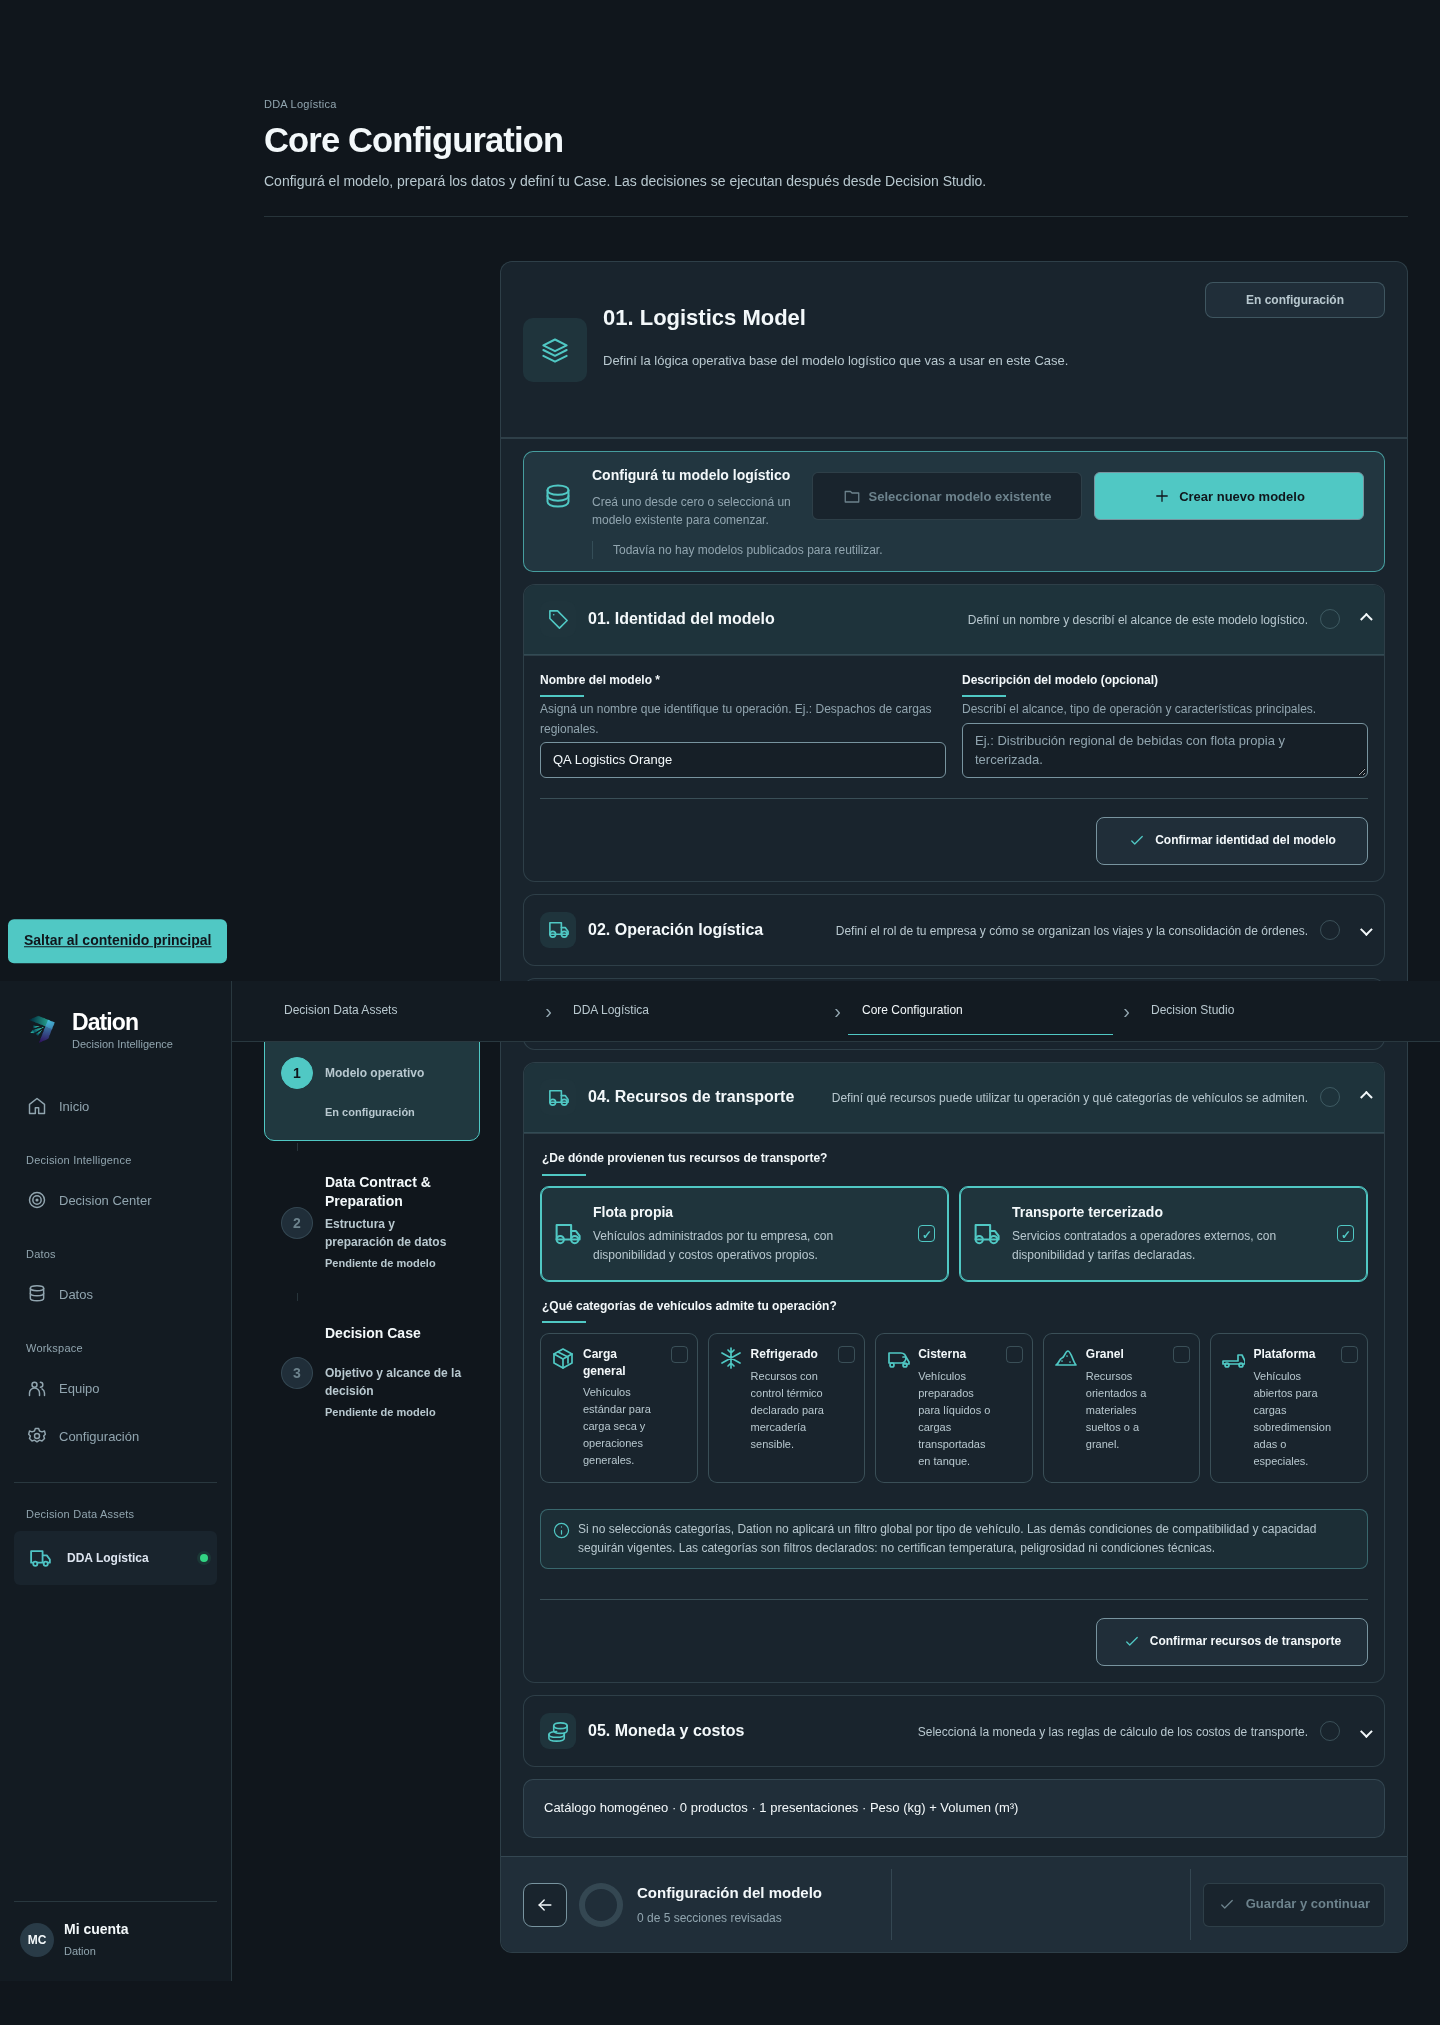 DDA Logística
Core Configuration
Configurá el modelo, prepará los datos y definí tu Case. Las decisiones se ejecutan después desde Decision Studio.
En configuración
01. Logistics Model
Definí la lógica operativa base del modelo logístico que vas a usar en este Case.
Configurá tu modelo logístico
Creá uno desde cero o seleccioná un
modelo existente para comenzar.
Seleccionar modelo existente
Crear nuevo modelo
Todavía no hay modelos publicados para reutilizar.
01. Identidad del modelo
Definí un nombre y describí el alcance de este modelo logístico.
Nombre del modelo *
Asigná un nombre que identifique tu operación. Ej.: Despachos de cargas
regionales.
QA Logistics Orange
Descripción del modelo (opcional)
Describí el alcance, tipo de operación y características principales.
Ej.: Distribución regional de bebidas con flota propia y
tercerizada.
Confirmar identidad del modelo
02. Operación logística
Definí el rol de tu empresa y cómo se organizan los viajes y la consolidación de órdenes.
Saltar al contenido principal
Dation
Decision Intelligence
Inicio
Decision Intelligence
Decision Center
Datos
Datos
Workspace
Equipo
Configuración
Decision Data Assets
DDA Logística
MC
Mi cuenta
Dation
Decision Data Assets
›
DDA Logística
›
Core Configuration
›
Decision Studio
1
Modelo operativo
En configuración
Data Contract &
Preparation
2
Estructura y
preparación de datos
Pendiente de modelo
Decision Case
3
Objetivo y alcance de la
decisión
Pendiente de modelo
04. Recursos de transporte
Definí qué recursos puede utilizar tu operación y qué categorías de vehículos se admiten.
¿De dónde provienen tus recursos de transporte?
Flota propia
Vehículos administrados por tu empresa, con
disponibilidad y costos operativos propios.
Transporte tercerizado
Servicios contratados a operadores externos, con
disponibilidad y tarifas declaradas.
¿Qué categorías de vehículos admite tu operación?
Carga
general
Vehículos
estándar para
carga seca y
operaciones
generales.
Refrigerado
Recursos con
control térmico
declarado para
mercadería
sensible.
Cisterna
Vehículos
preparados
para líquidos o
cargas
transportadas
en tanque.
Granel
Recursos
orientados a
materiales
sueltos o a
granel.
Plataforma
Vehículos
abiertos para
cargas
sobredimension
adas o
especiales.
Si no seleccionás categorías, Dation no aplicará un filtro global por tipo de vehículo. Las demás condiciones de compatibilidad y capacidad
seguirán vigentes. Las categorías son filtros declarados: no certifican temperatura, peligrosidad ni condiciones técnicas.
Confirmar recursos de transporte
05. Moneda y costos
Seleccioná la moneda y las reglas de cálculo de los costos de transporte.
Catálogo homogéneo · 0 productos · 1 presentaciones · Peso (kg) + Volumen (m³)
Configuración del modelo
0 de 5 secciones revisadas
Guardar y continuar